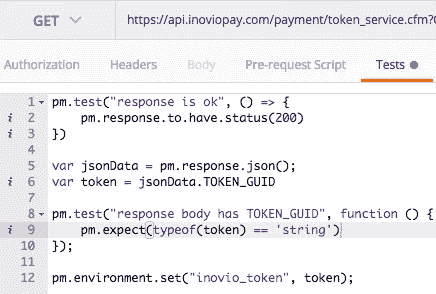 GET https://api.inoviopay.com/payment/token_service.cfm?
Authorization Headers Body Pre-request Script Tests
1 pm.test("response is ok", () => {
i 2 pm.response.to.have.status(200)
i 3 })
4
5 var jsonData = pm.response.json();
i 6 var token = jsonData.TOKEN_GUID
7
i 8 pm.test("response body has TOKEN_GUID", function () {
i 9 pm.expect(typeof(token) == 'string')
10 });
11
12 pm.environment.set("inovio_token", token);